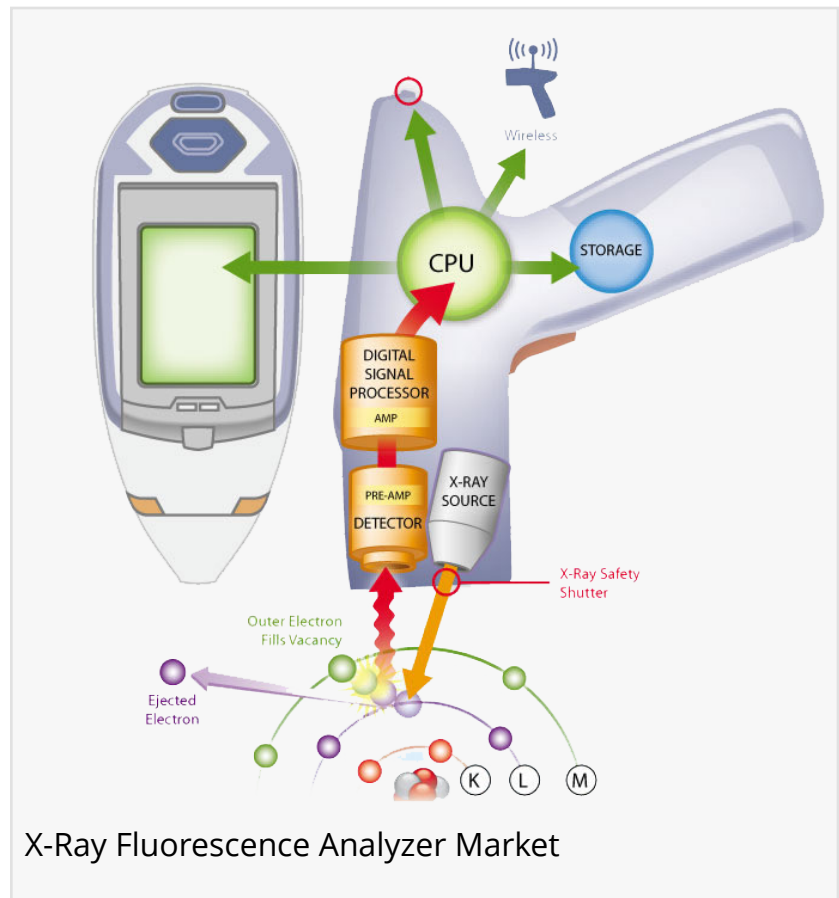 Wireless
CPU
STORAGE
DIGITAL
SIGNAL
PROCESSOR
AMP
PRE-AMP
DETECTOR
X-RAY
SOURCE
X-Ray Safety
Shutter
Outer Electron
Fills Vacancy
Ejected
Electron
K
L
M
X-Ray Fluorescence Analyzer Market